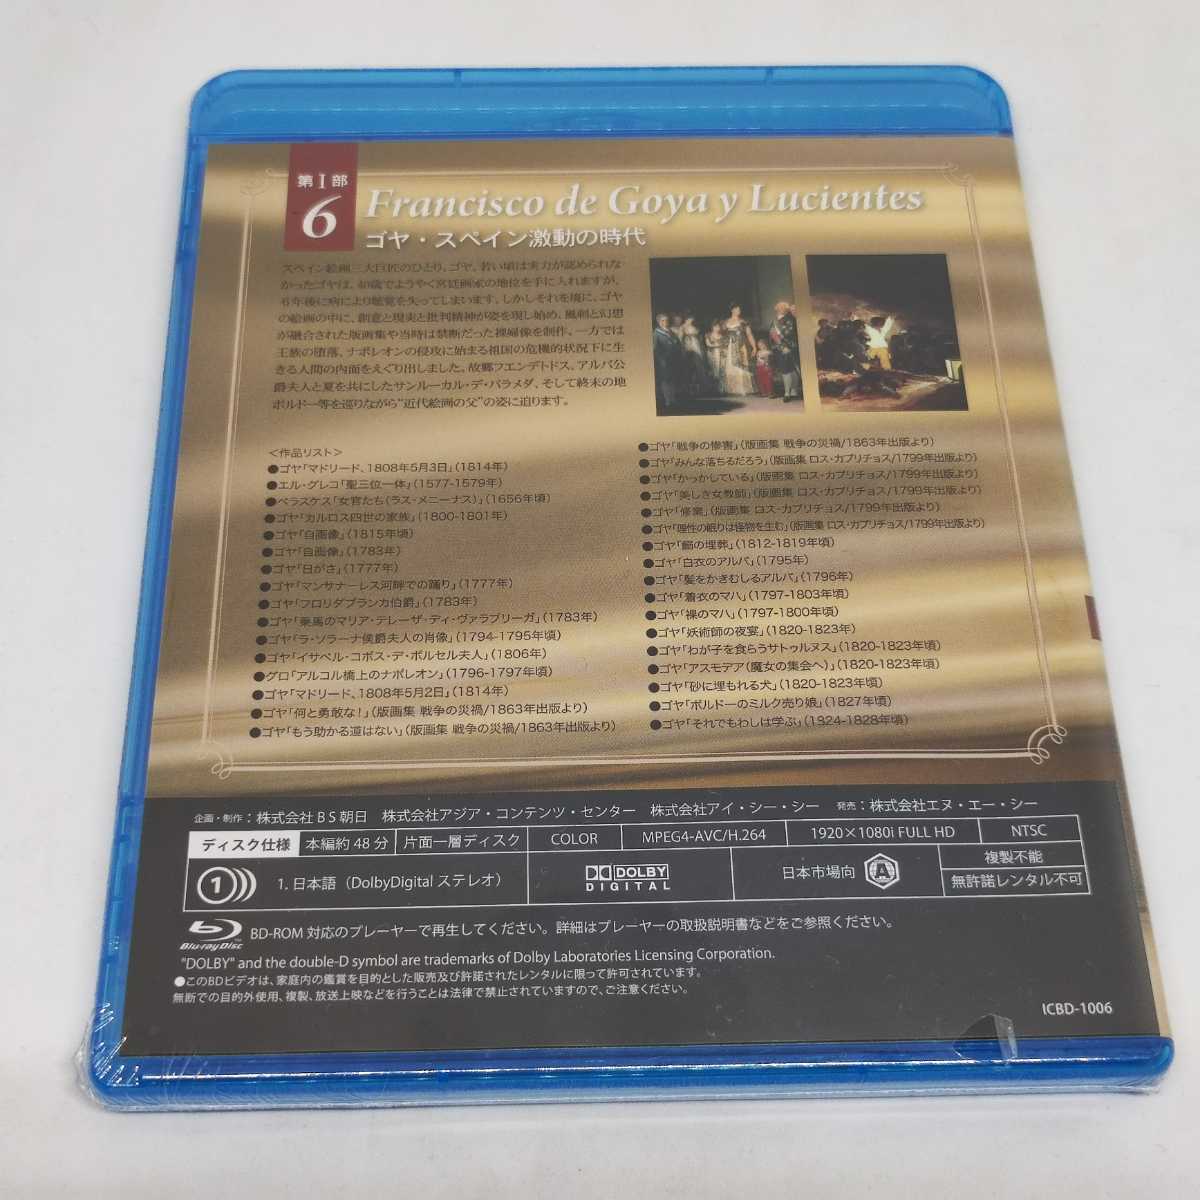 第I部
6
Francisco de Goya y Lucientes
ゴヤ・スペイン激動の時代
スペイン絵画三大巨匠のひとり、ゴヤ。若い頃は実力が認められな
かったゴヤは、40歳でようやく宮廷画家の地位を手に入れますが、
6年後に病により聴覚を失ってしまいます。しかしそれを境に、ゴヤ
の絵画の中に、創意と現実と批判精神が姿を現し始め、風刺と幻想
が融合された版画集や当時は禁断だった裸婦像を制作、一方では
王族の堕落、ナポレオンの侵攻に始まる祖国の危機的状況下に生
きる人間の内面をえぐり出しました。故郷フエンデトドス、アルバ公
爵夫人と夏を共にしたサンルーカル・デ・バラメダ、そして終末の地
ボルドー等を巡りながら“近代絵画の父”の姿に迫ります。
<作品リスト>
●ゴヤ「マドリード、1808年5月3日」(1814年)
●エル・グレコ「聖三位一体」(1577-1579年)
●ベラスケス「女官たち(ラス・メニーナス)」(1656年頃)
●ゴヤ「カルロス四世の家族」(1800-1801年)
●ゴヤ「自画像」(1815年頃)
●ゴヤ「自画像」(1783年)
●ゴヤ「日がさ」(1777年)
●ゴヤ「マンサナーレス河畔での踊り」(1777年)
●ゴヤ「フロリダブランカ伯爵」(1783年)
●ゴヤ「乗馬のマリア・テレーザ・ディ・ヴァラブリーガ」(1783年)
●ゴヤ「ラ・ソラーナ侯爵夫人の肖像」(1794-1795年頃)
●ゴヤ「イサベル・コボス・デ・ポルセル夫人」(1806年)
●グロ「アルコル橋上のナポレオン」(1796-1797年頃)
●ゴヤ「マドリード、1808年5月2日」(1814年)
●ゴヤ「何と勇敢な!」(版画集 戦争の災禍/1863年出版より)
●ゴヤ「もう助かる道はない」(版画集 戦争の災禍/1863年出版より)
●ゴヤ「戦争の惨害」(版画集 戦争の災禍/1863年出版より)
●ゴヤ「みんな落ちるだろう」(版画集 ロス・カプリチョス/1799年出版より)
●ゴヤ「かっかしている」(版画集 ロス・カプリチョス/1799年出版より)
●ゴヤ「美しき女教師」(版画集 ロス・カプリチョス/1799年出版より)
●ゴヤ「修業」(版画集 ロス・カプリチョス/1799年出版より)
●ゴヤ「理性の眠りは怪物を生む」(版画集 ロス・カプリチョス/1799年出版より)
●ゴヤ「鰯の埋葬」(1812-1819年頃)
●ゴヤ「白衣のアルバ」(1795年)
●ゴヤ「髪をかきむしるアルバ」(1796年)
●ゴヤ「着衣のマハ」(1797-1803年頃)
●ゴヤ「裸のマハ」(1797-1800年頃)
●ゴヤ「妖術師の夜宴」(1820-1823年)
●ゴヤ「わが子を食らうサトゥルヌス」(1820-1823年頃)
●ゴヤ「アスモデア(魔女の集会へ)」(1820-1823年頃)
●ゴヤ「砂に埋もれる犬」(1820-1823年頃)
●ゴヤ「ボルドーのミルク売り娘」(1827年頃)
●ゴヤ「それでもわしは学ぶ」(1824-1828年頃)
企画・制作:株式会社BS朝日 株式会社アジア・コンテンツ・センター 株式会社アイ・シー・シー 発売:株式会社エヌ・エー・シー
ディスク仕様 本編約48分 片面一層ディスク COLOR MPEG4-AVC/H.264 1920×1080i FULL HD NTSC
1 1. 日本語(DolbyDigital ステレオ) DOLBY DIGITAL 日本市場向 A 複製不能
無許諾レンタル不可
Blu-ray Disc BD-ROM 対応のプレーヤーで再生してください。詳細はプレーヤーの取扱説明書などをご参照ください。
"DOLBY" and the double-D symbol are trademarks of Dolby Laboratories Licensing Corporation.
●このBDビデオは、家庭内の鑑賞を目的とした販売及び許諾されたレンタルに限って許可されています。
無断での目的外使用、複製、放送上映などを行うことは法律で禁止されていますので、ご注意ください。
ICBD-1006